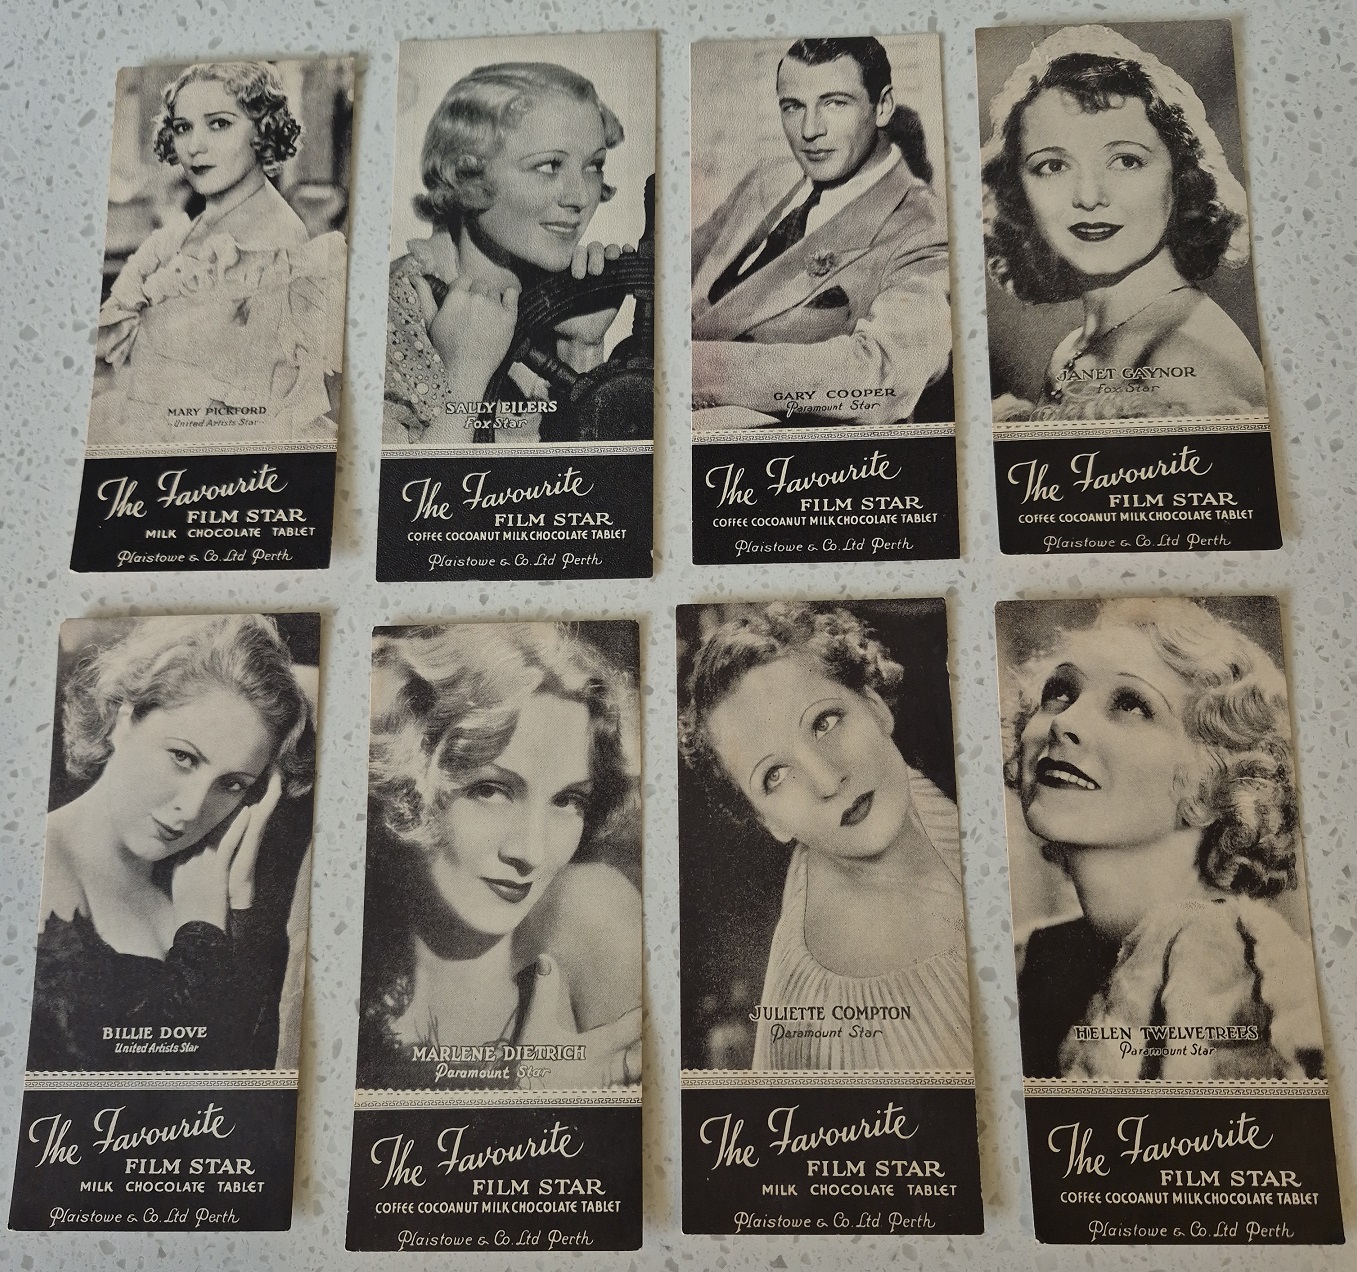 MARY PICKFORD
United Artists Star
The Favourite
FILM STAR
MILK CHOCOLATE TABLET
Plaistowe & Co. Ltd Perth
SALLY EILERS
Fox Star
The Favourite
FILM STAR
COFFEE COCOANUT MILK CHOCOLATE TABLET
Plaistowe & Co. Ltd Perth
GARY COOPER
Paramount Star
The Favourite
FILM STAR
COFFEE COCOANUT MILK CHOCOLATE TABLET
Plaistowe & Co. Ltd Perth
JANET GAYNOR
Fox Star
The Favourite
FILM STAR
COFFEE COCOANUT MILK CHOCOLATE TABLET
Plaistowe & Co. Ltd Perth
BILLIE DOVE
United Artists Star
The Favourite
FILM STAR
MILK CHOCOLATE TABLET
Plaistowe & Co. Ltd Perth
MARLENE DIETRICH
Paramount Star
The Favourite
FILM STAR
COFFEE COCOANUT MILK CHOCOLATE TABLET
Plaistowe & Co. Ltd Perth
JULIETTE COMPTON
Paramount Star
The Favourite
FILM STAR
MILK CHOCOLATE TABLET
Plaistowe & Co. Ltd Perth
HELEN TWELVETREES
Paramount Star
The Favourite
FILM STAR
COFFEE COCOANUT MILK CHOCOLATE TABLET
Plaistowe & Co. Ltd Perth